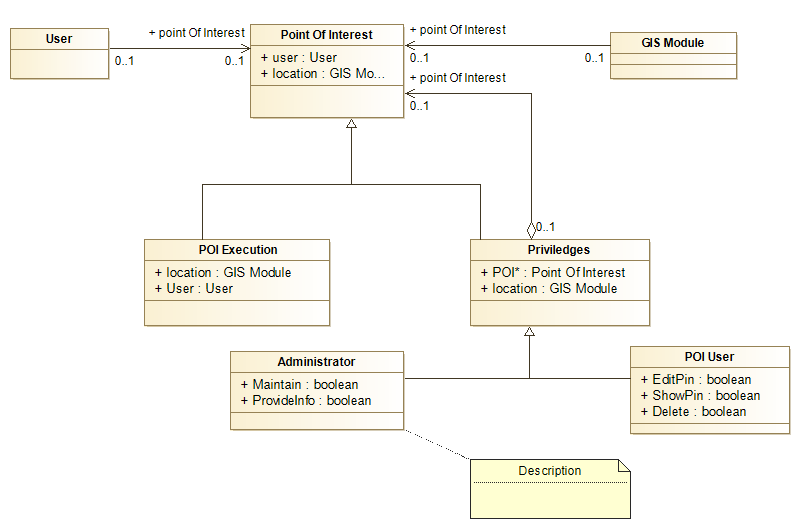 User
+ point Of Interest
0..1
0..1
Point Of Interest
+ user : User
+ location : GIS Mo...
+ point Of Interest
0..1
0..1
GIS Module
+ point Of Interest
0..1
0..1
POI Execution
+ location : GIS Module
+ User : User
Priviledges
+ POI* : Point Of Interest
+ location : GIS Module
Administrator
+ Maintain : boolean
+ ProvideInfo : boolean
POI User
+ EditPin : boolean
+ ShowPin : boolean
+ Delete : boolean
Description